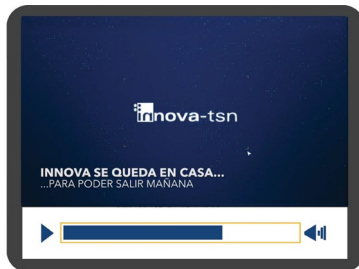 innova-tsn
INNOVA SE QUEDA EN CASA...
...PARA PODER SALIR MAÑANA